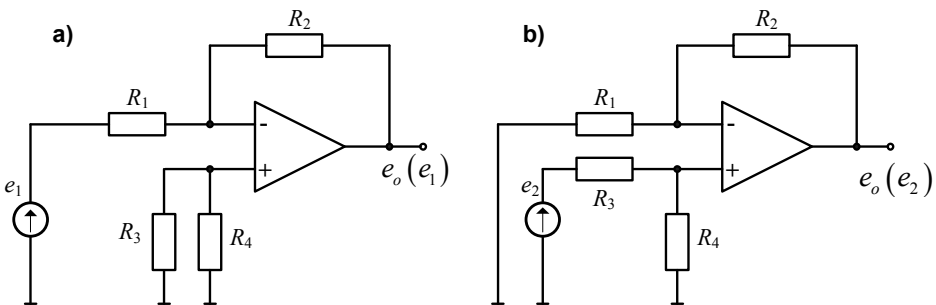 a)
R2
R1
-
+
e1
R3
R4
eo(e1)
b)
R2
R1
-
+
e2
R3
R4
eo(e2)